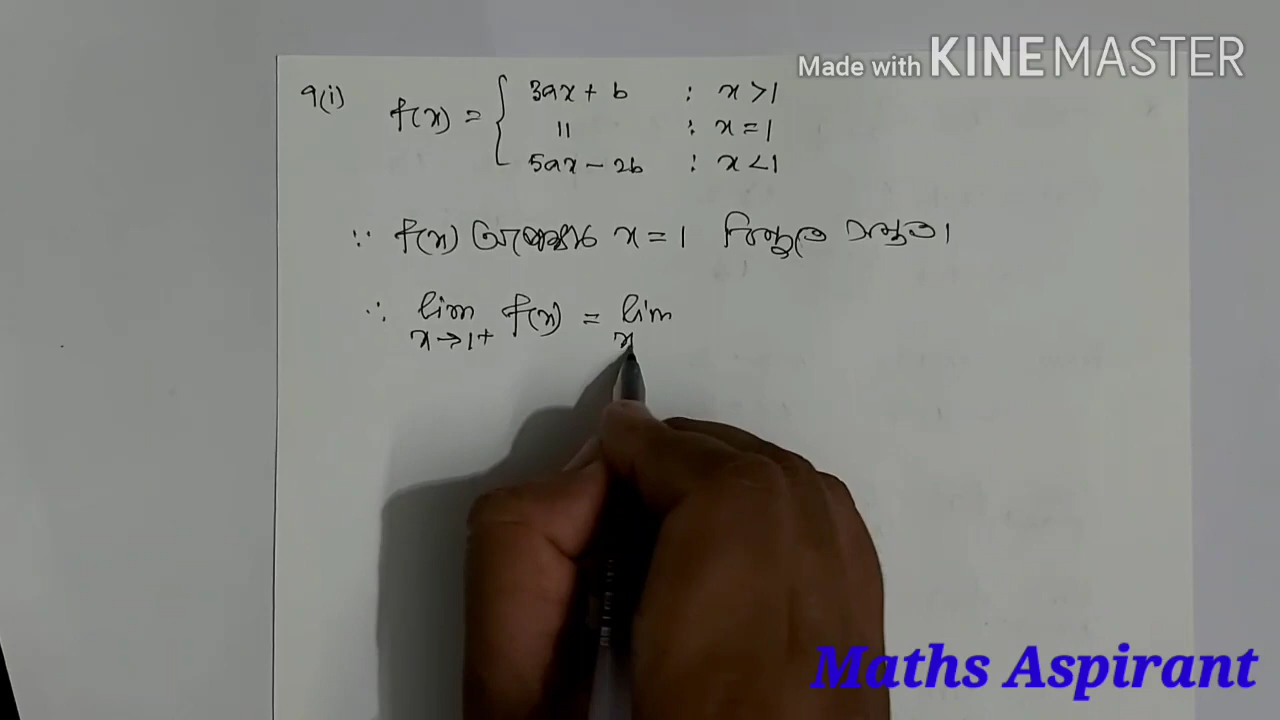 Made with KINEMASTER
9(i) f(x) = { 3ax + b : x > 1
11 : x = 1
5ax − 2b : x < 1
∵ f(x) x = 1 বিন্দুতে সন্তত।
∴ lim x→1+ f(x) = lim x
Maths Aspirant